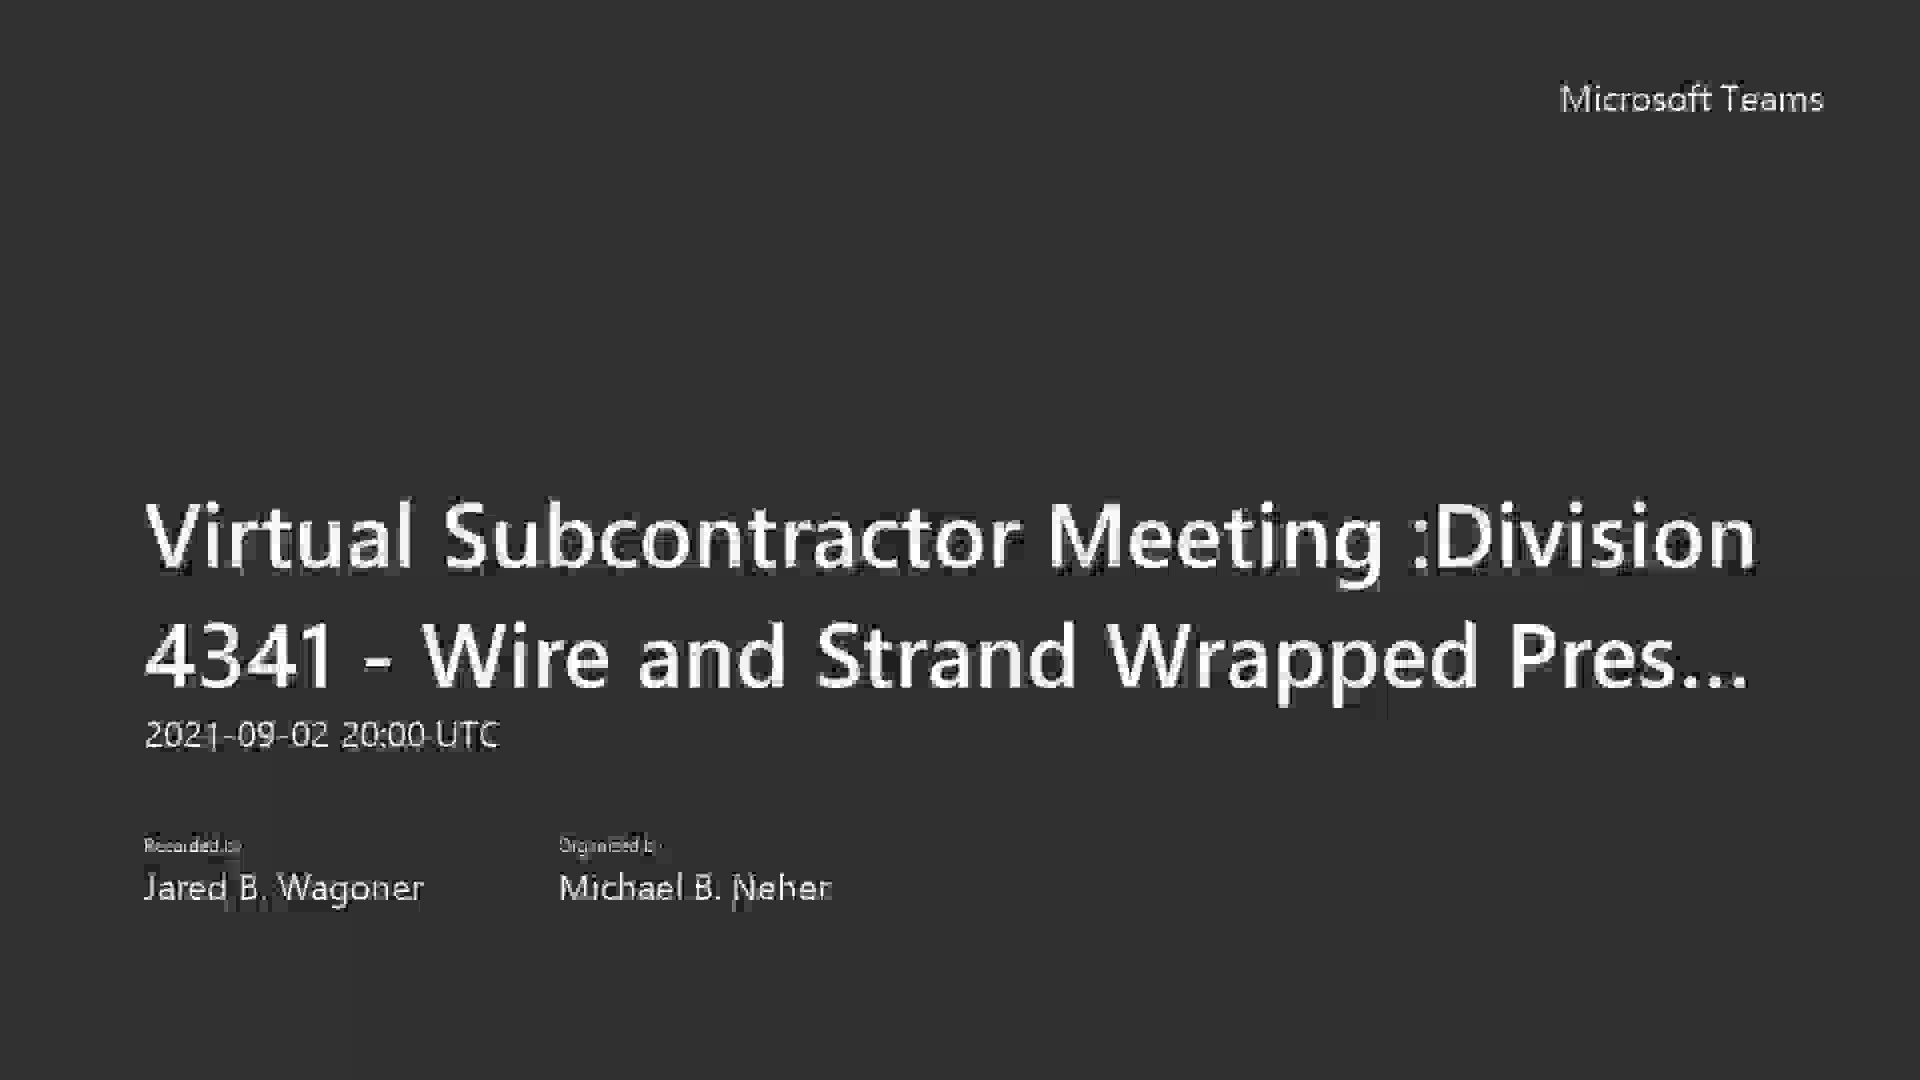 Microsoft Teams
Virtual Subcontractor Meeting :Division
4341 - Wire and Strand Wrapped Pres...
2021-09-02 20:00 UTC
Recorded by
Organized by
Jared B. Wagoner
Michael B. Neher